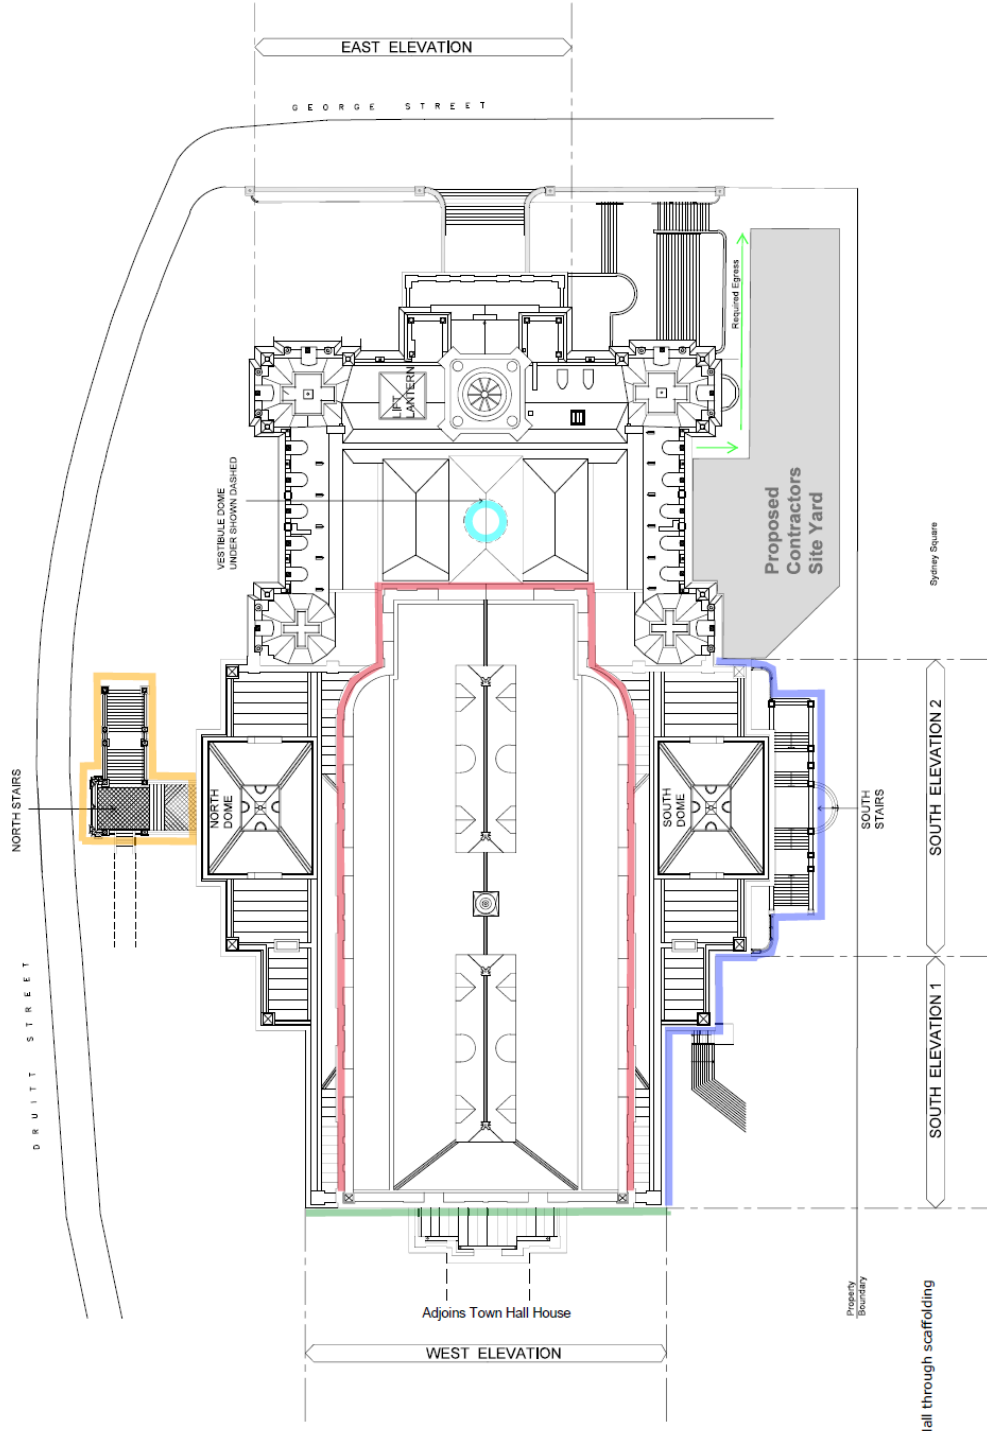 EAST ELEVATION
GEORGE STREET
Required Egress
LIFT
LANTERN
VESTIBULE DOME
UNDER SHOWN DASHED
Proposed
Contractors
Site Yard
Sydney Square
NORTH STAIRS
NORTH
DOME
SOUTH
DOME
SOUTH
STAIRS
SOUTH ELEVATION 2
SOUTH ELEVATION 1
DRUITT STREET
Property
Boundary
Adjoins Town Hall House
WEST ELEVATION
Hall through scaffolding